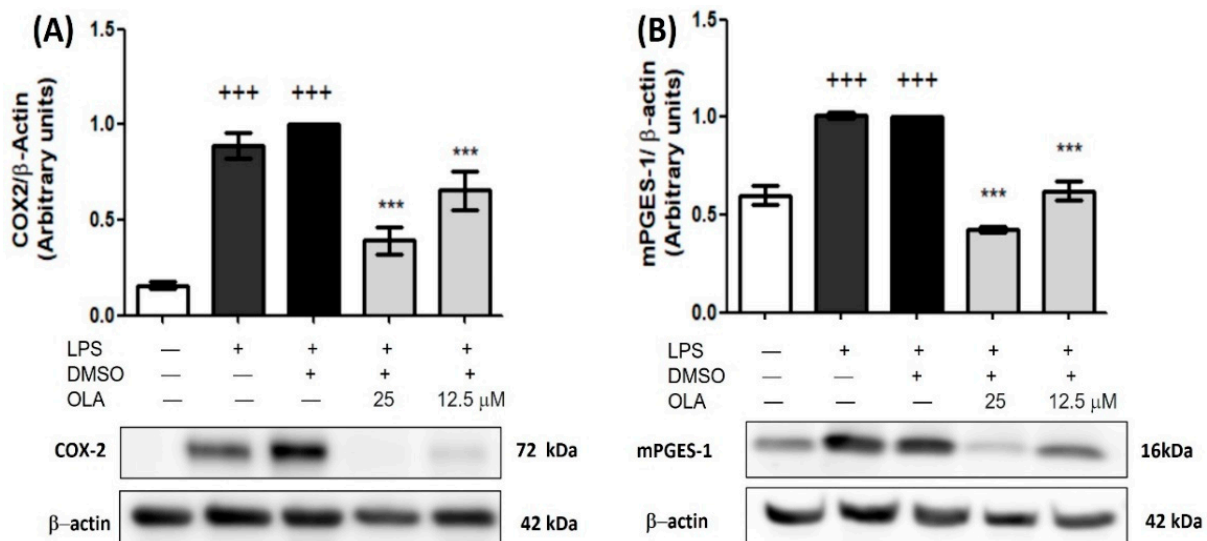 (A)
COX2/β-Actin
(Arbitrary units)
1.5
1.0
0.5
0.0
+++ +++ *** ***
LPS — + + + +
DMSO — — + + +
OLA — — — 25 12.5 μM
COX-2 72 kDa
β–actin 42 kDa
(B)
mPGES-1/ β-actin
(Arbitrary units)
1.5
1.0
0.5
0.0
+++ +++ *** ***
LPS — + + + +
DMSO — — + + +
OLA — — — 25 12.5 μM
mPGES-1 16kDa
β–actin 42 kDa